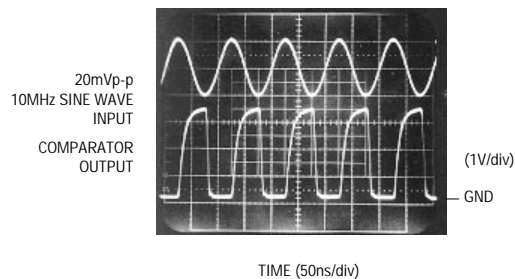 20mVp-p
10MHz SINE WAVE
INPUT
COMPARATOR
OUTPUT
(1V/div)
GND
TIME (50ns/div)